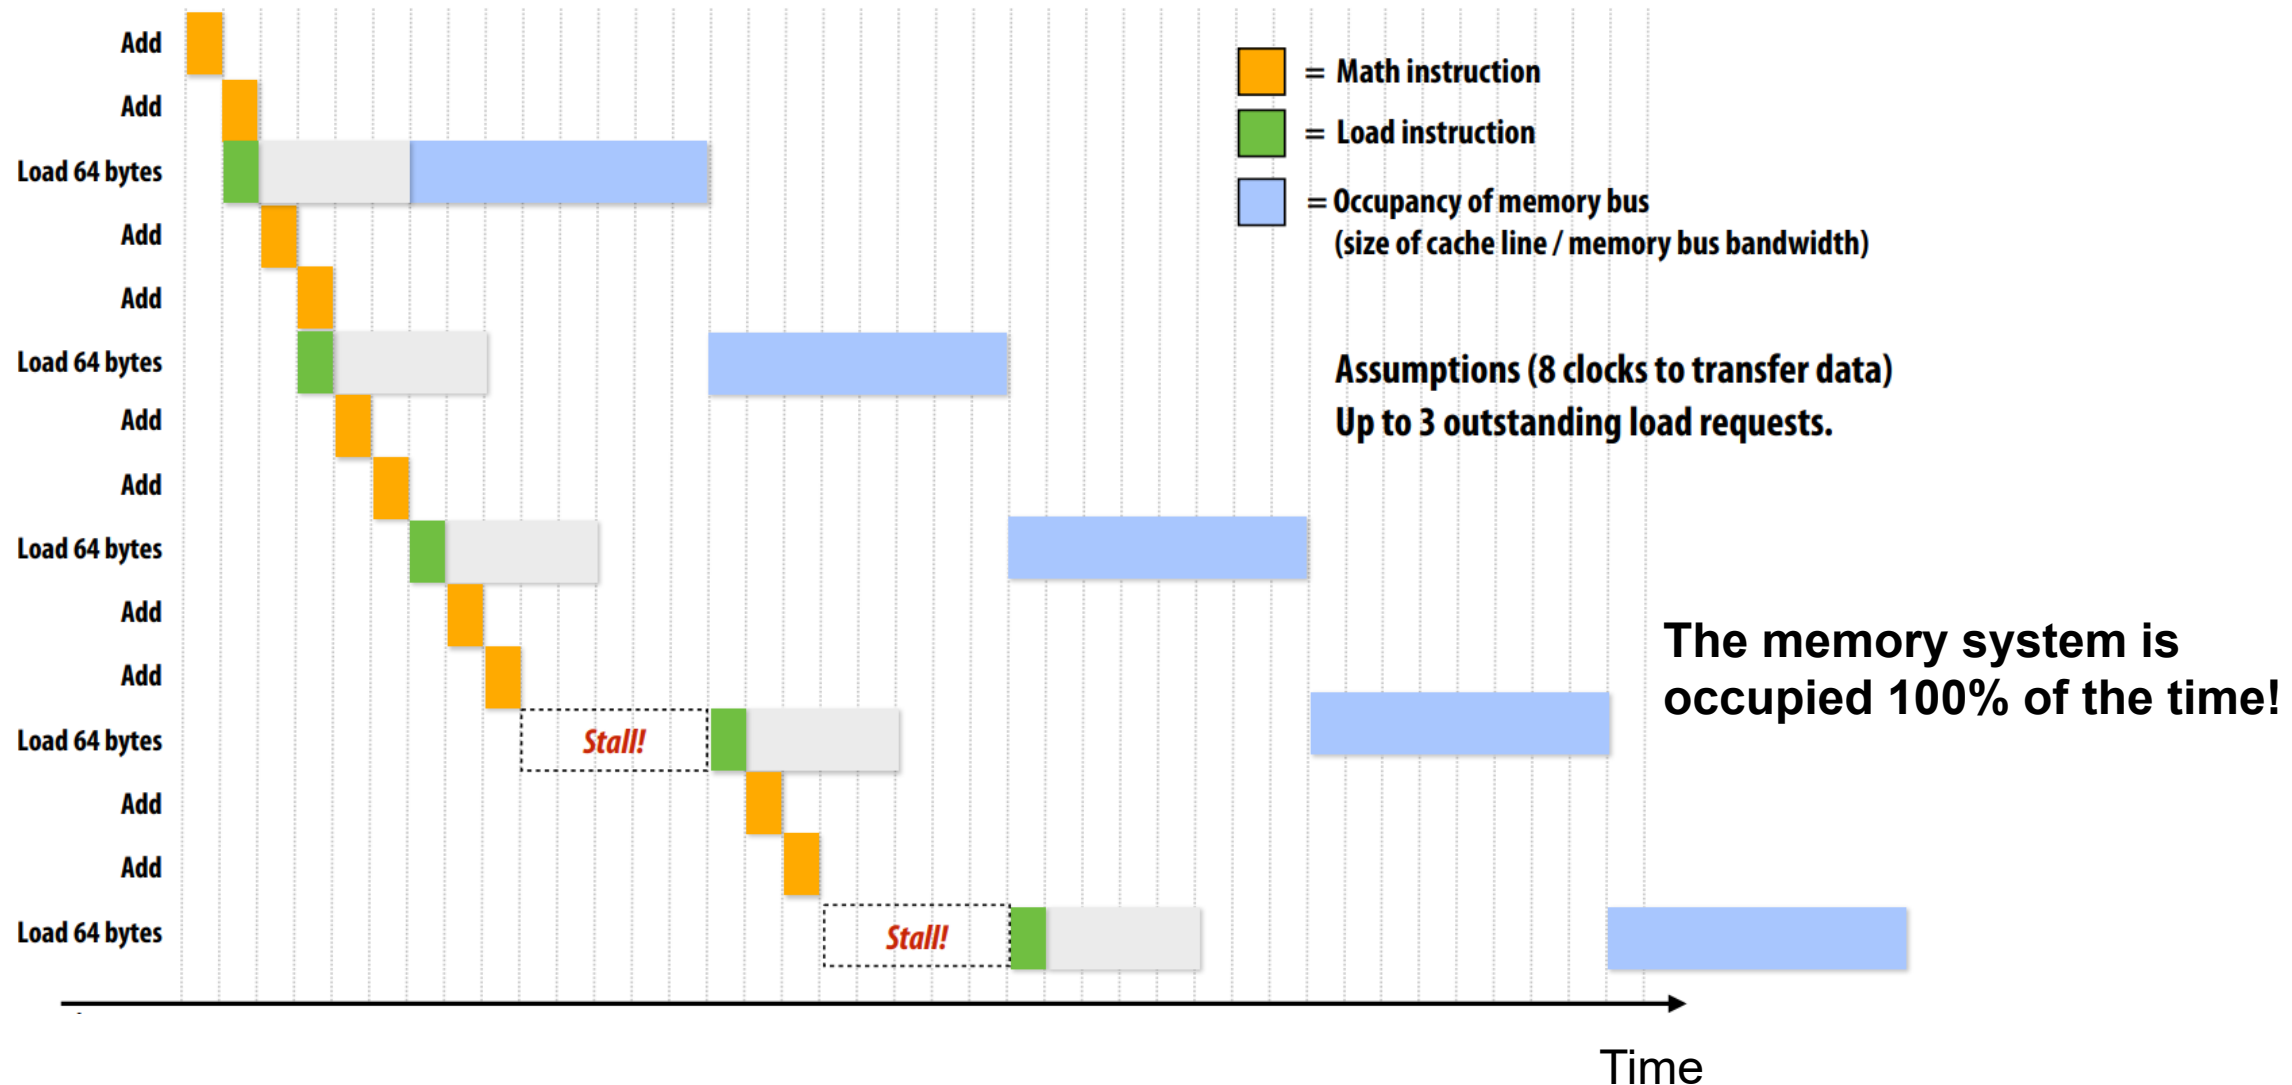 Add
Add
Load 64 bytes
Add
Add
Load 64 bytes
Add
Add
Load 64 bytes
Add
Add
Load 64 bytes
Add
Add
Load 64 bytes
Stall!
Stall!
= Math instruction
= Load instruction
= Occupancy of memory bus
(size of cache line / memory bus bandwidth)
Assumptions (8 clocks to transfer data)
Up to 3 outstanding load requests.
The memory system is
occupied 100% of the time!
Time